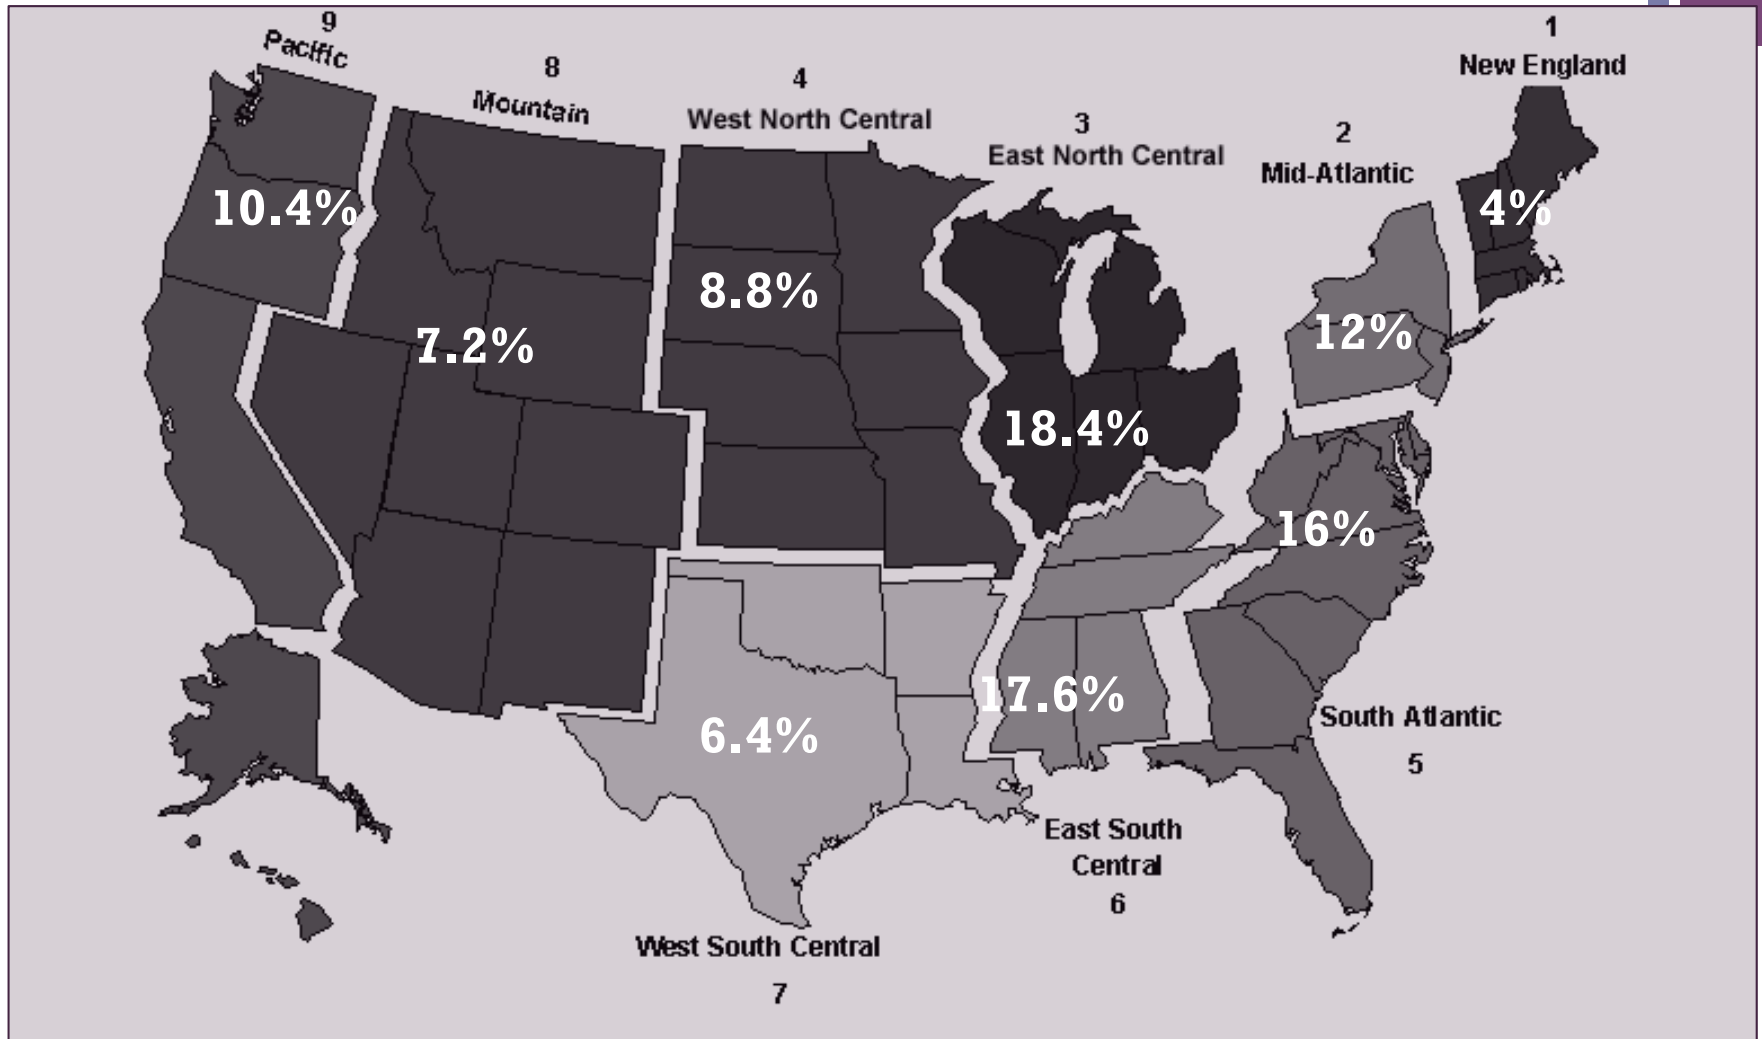 9
Pacific
8
Mountain
4
West North Central
3
East North Central
2
Mid-Atlantic
1
New England
10.4%
7.2%
8.8%
18.4%
12%
4%
16%
17.6%
6.4%
South Atlantic
5
East South
Central
6
West South Central
7